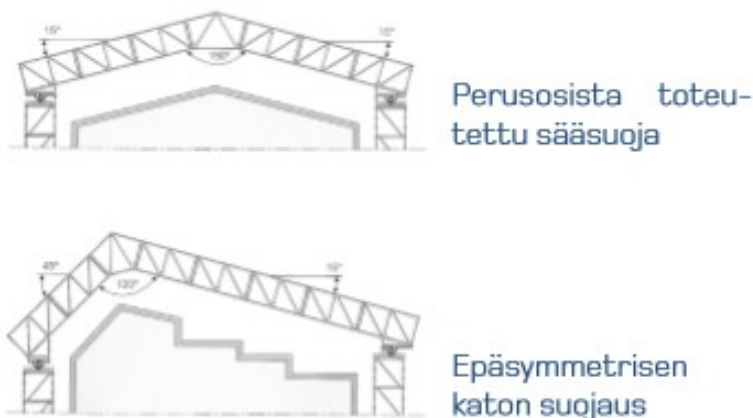 15°
15°
150°
Perusosista toteu-
tettu sääsuoja
45°
15°
120°
Epäsymmetrisen
katon suojaus